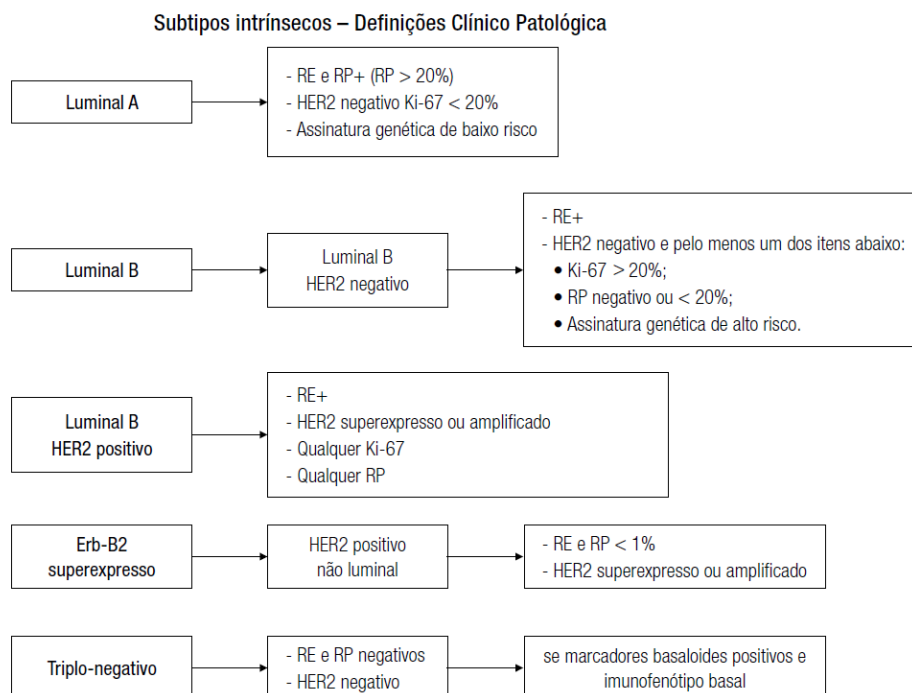 Subtipos intrínsecos – Definições Clínico Patológica
Luminal A
- RE e RP+ (RP > 20%)
- HER2 negativo Ki-67 < 20%
- Assinatura genética de baixo risco
Luminal B
Luminal B
HER2 negativo
- RE+
- HER2 negativo e pelo menos um dos itens abaixo:
• Ki-67 > 20%;
• RP negativo ou < 20%;
• Assinatura genética de alto risco.
Luminal B
HER2 positivo
- RE+
- HER2 superexpresso ou amplificado
- Qualquer Ki-67
- Qualquer RP
Erb-B2
superexpresso
HER2 positivo
não luminal
- RE e RP < 1%
- HER2 superexpresso ou amplificado
Triplo-negativo
- RE e RP negativos
- HER2 negativo
se marcadores basaloides positivos e
imunofenótipo basal